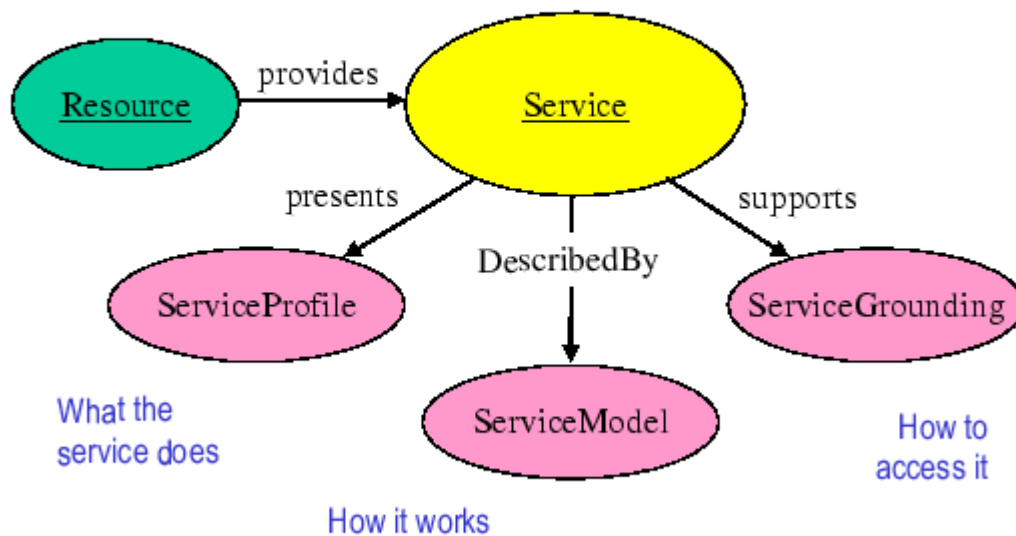 provides
Resource
Service
presents
supports
DescribedBy
ServiceProfile
ServiceGrounding
ServiceModel
What the
service does
How to
access it
How it works